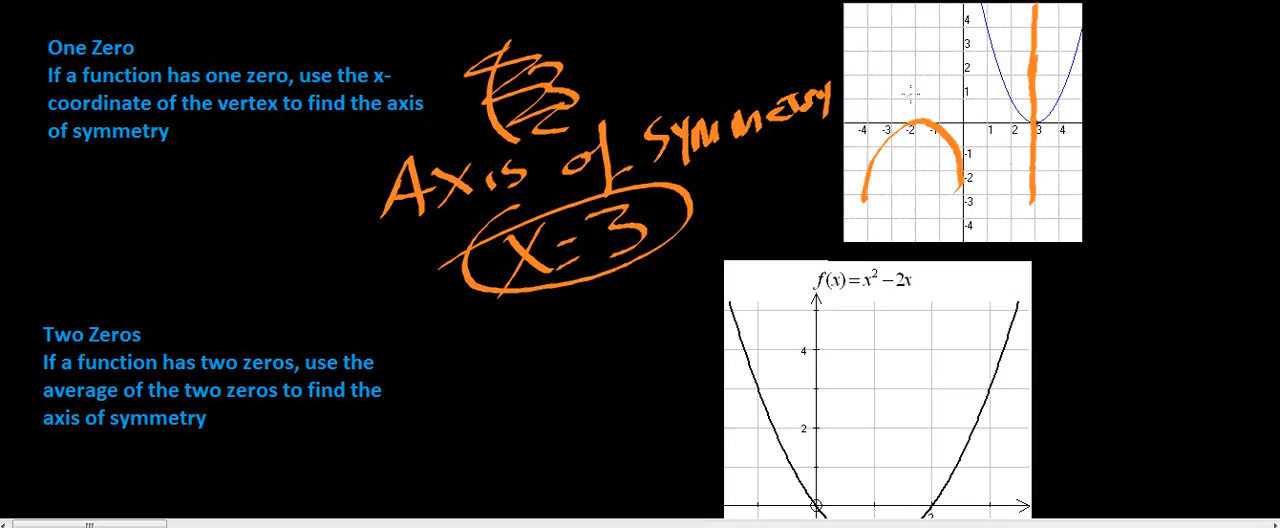 One Zero
If a function has one zero, use the x-
coordinate of the vertex to find the axis
of symmetry
Axis of symmetry
x=3
4
3
2
1
-4 -3 -2 -1 1 2 3 4
-1
-2
-3
-4
f(x)=x² −2x
4
2
2
Two Zeros
If a function has two zeros, use the
average of the two zeros to find the
axis of symmetry